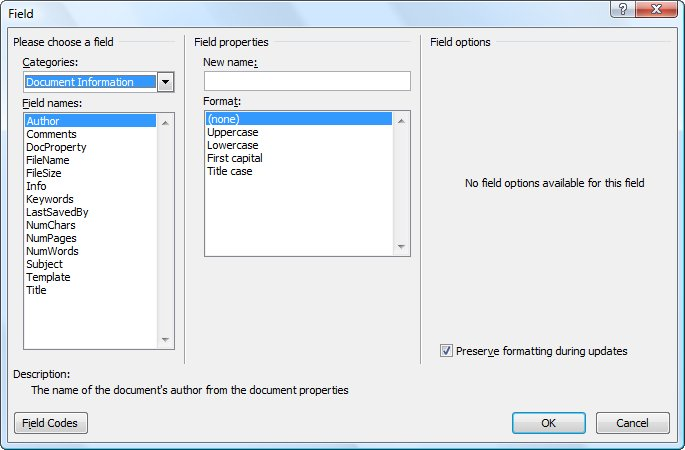 Field
Please choose a field
Categories:
Document Information
Field names:
Author
Comments
DocProperty
FileName
FileSize
Info
Keywords
LastSavedBy
NumChars
NumPages
NumWords
Subject
Template
Title
Field properties
New name:
Format:
(none)
Uppercase
Lowercase
First capital
Title case
Field options
No field options available for this field
Preserve formatting during updates
Description:
The name of the document's author from the document properties
Field Codes
OK
Cancel